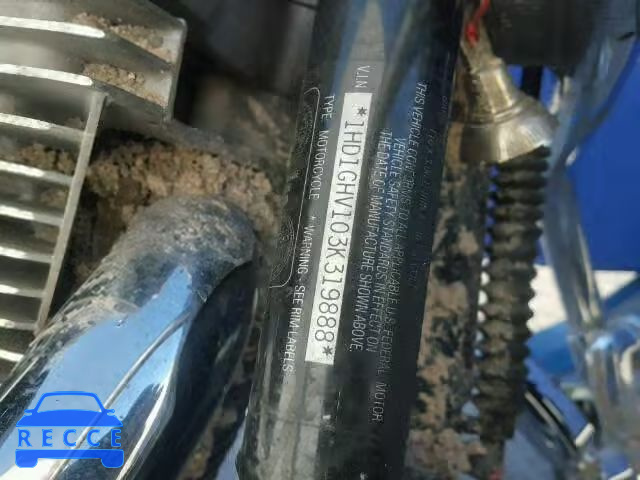 THIS VEHICLE CONFORMS TO ALL APPLICABLE U.S. FEDERAL MOTOR
VEHICLE SAFETY STANDARDS IN EFFECT ON
THE DATE OF MANUFACTURE SHOWN ABOVE
V.I.N
*1HD1GHV103K319888*
TYPE MOTORCYCLE * WARNING - SEE RIM LABELS
RECCE